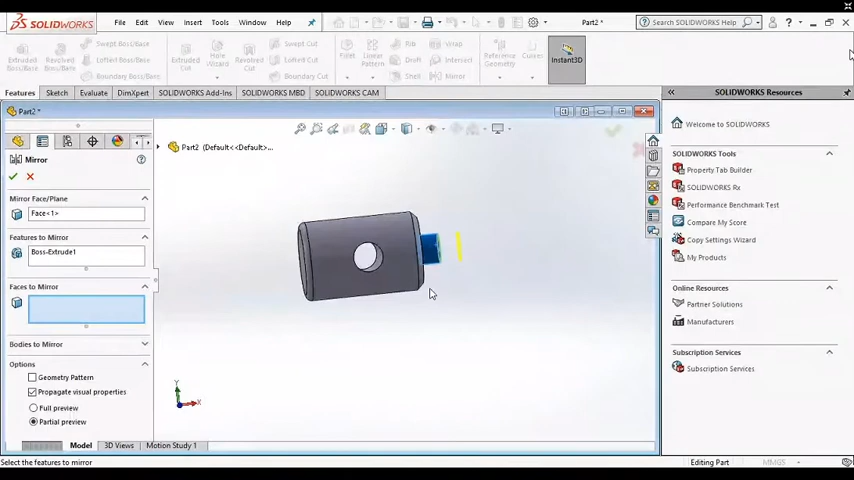 SOLIDWORKS File Edit View Insert Tools Window Help Part2 * Search SOLIDWORKS Help
Extruded Boss/Base Revolved Boss/Base Swept Boss/Base Lofted Boss/Base Boundary Boss/Base Extruded Cut Hole Wizard Revolved Cut Swept Cut Lofted Cut Boundary Cut Fillet Linear Pattern Rib Draft Shell Wrap Intersect Mirror Reference Geometry Curves Instant3D
Features Sketch Evaluate DimXpert SOLIDWORKS Add-Ins SOLIDWORKS MBD SOLIDWORKS CAM
SOLIDWORKS Resources
Part2 *
Part2 (Default<<Default>...
Mirror
Mirror Face/Plane
Face<1>
Features to Mirror
Boss-Extrude1
Faces to Mirror
Bodies to Mirror
Options
Geometry Pattern
Propagate visual properties
Full preview
Partial preview
Y
X
Model 3D Views Motion Study 1
Welcome to SOLIDWORKS
SOLIDWORKS Tools
Property Tab Builder
SOLIDWORKS Rx
Performance Benchmark Test
Compare My Score
Copy Settings Wizard
My Products
Online Resources
Partner Solutions
Manufacturers
Subscription Services
Subscription Services
Select the features to mirror
Editing Part MMGS